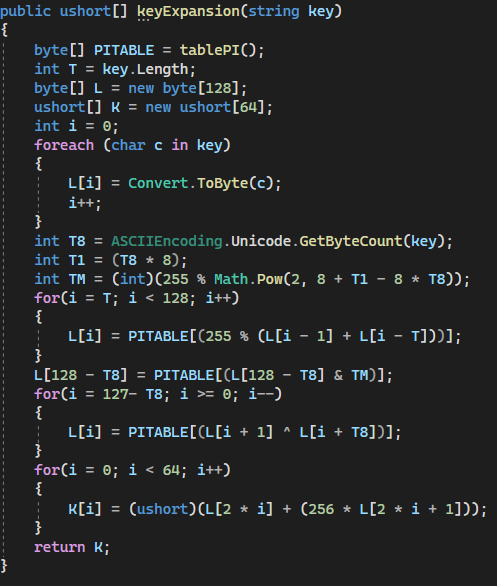 public ushort[] keyExpansion(string key)
{
    byte[] PITABLE = tablePI();
    int T = key.Length;
    byte[] L = new byte[128];
    ushort[] K = new ushort[64];
    int i = 0;
    foreach (char c in key)
    {
        L[i] = Convert.ToByte(c);
        i++;
    }
    int T8 = ASCIIEncoding.Unicode.GetByteCount(key);
    int T1 = (T8 * 8);
    int TM = (int)(255 % Math.Pow(2, 8 + T1 - 8 * T8));
    for(i = T; i < 128; i++)
    {
        L[i] = PITABLE[(255 % (L[i - 1] + L[i - T]))];
    }
    L[128 - T8] = PITABLE[(L[128 - T8] & TM)];
    for(i = 127- T8; i >= 0; i--)
    {
        L[i] = PITABLE[(L[i + 1] ^ L[i + T8])];
    }
    for(i = 0; i < 64; i++)
    {
        K[i] = (ushort)(L[2 * i] + (256 * L[2 * i + 1]));
    }
    return K;
}